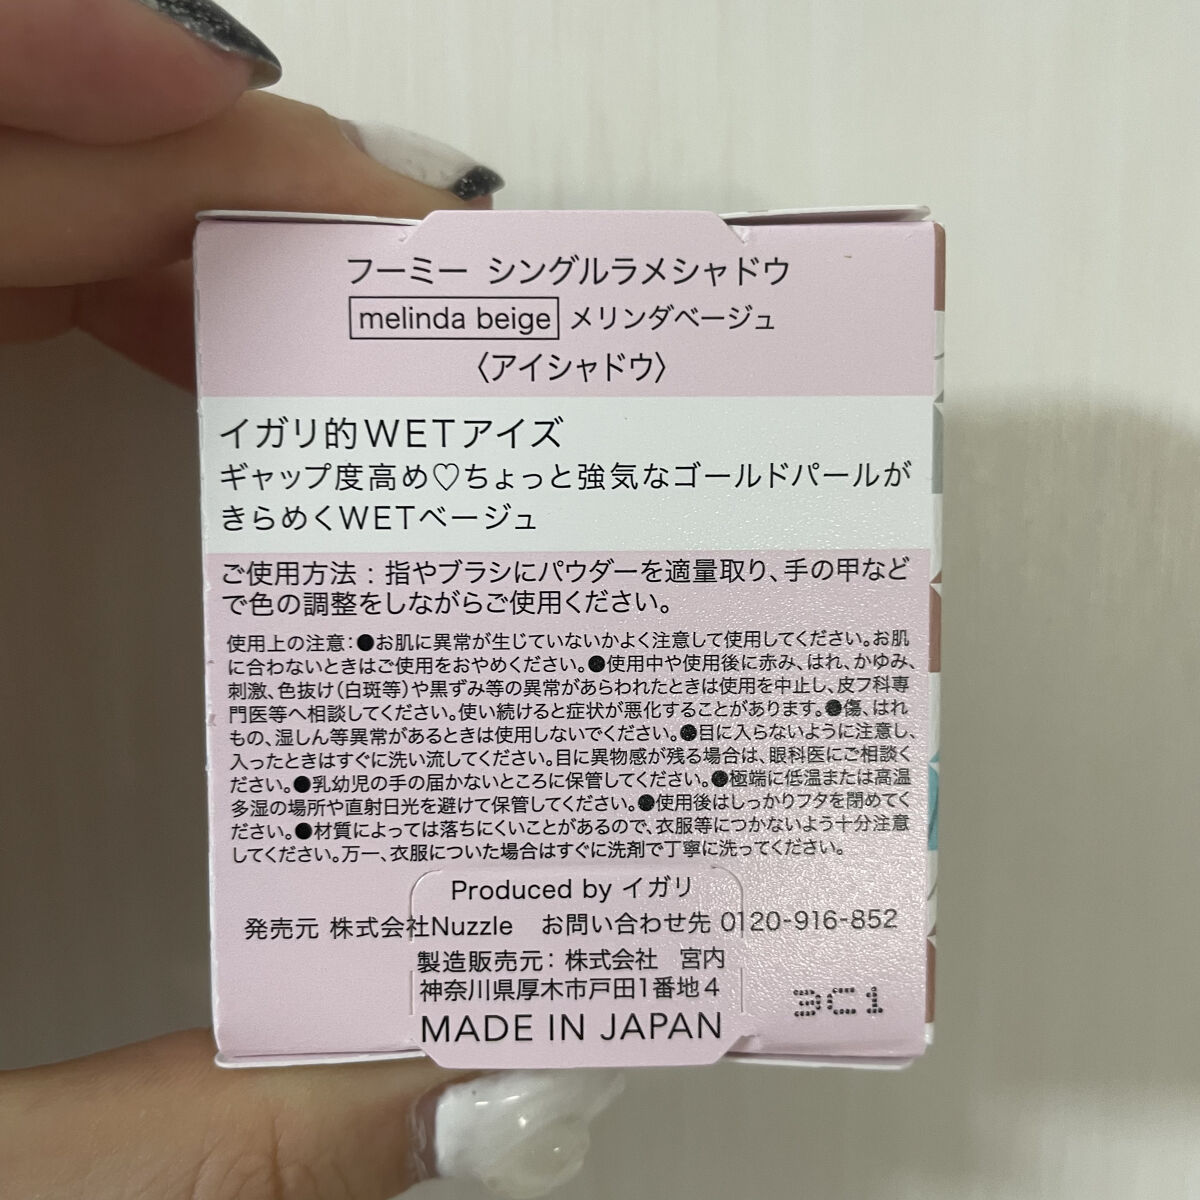 フーミー シングルラメシャドウ
melinda beige メリンダベージュ
〈アイシャドウ〉
イガリ的WETアイズ
ギャップ度高め♡ちょっと強気なゴールドパールが
きらめくWETベージュ
ご使用方法：指やブラシにパウダーを適量取り、手の甲など
で色の調整をしながらご使用ください。
使用上の注意：●お肌に異常が生じていないかよく注意して使用してください。お肌
に合わないときはご使用をおやめください。●使用中や使用後に赤み、はれ、かゆみ、
刺激、色抜け（白斑等）や黒ずみ等の異常があらわれたときは使用を中止し、皮フ科専
門医等へ相談してください。使い続けると症状が悪化することがあります。●傷、はれ
もの、湿しん等異常があるときは使用しないでください。●目に入らないように注意し、
入ったときはすぐに洗い流してください。目に異物感が残る場合は、眼科医にご相談く
ださい。●乳幼児の手の届かないところに保管してください。●極端に低温または高温
多湿の場所や直射日光を避けて保管してください。●使用後はしっかりフタを閉めてく
ださい。●材質によっては落ちにくいことがあるので、衣服等につかないよう十分注意
してください。万一、衣服についた場合はすぐに洗剤で丁寧に洗ってください。
Produced by イガリ
発売元 株式会社Nuzzle お問い合わせ先 0120-916-852
製造販売元：株式会社 宮内
神奈川県厚木市戸田1番地4
MADE IN JAPAN
3C1